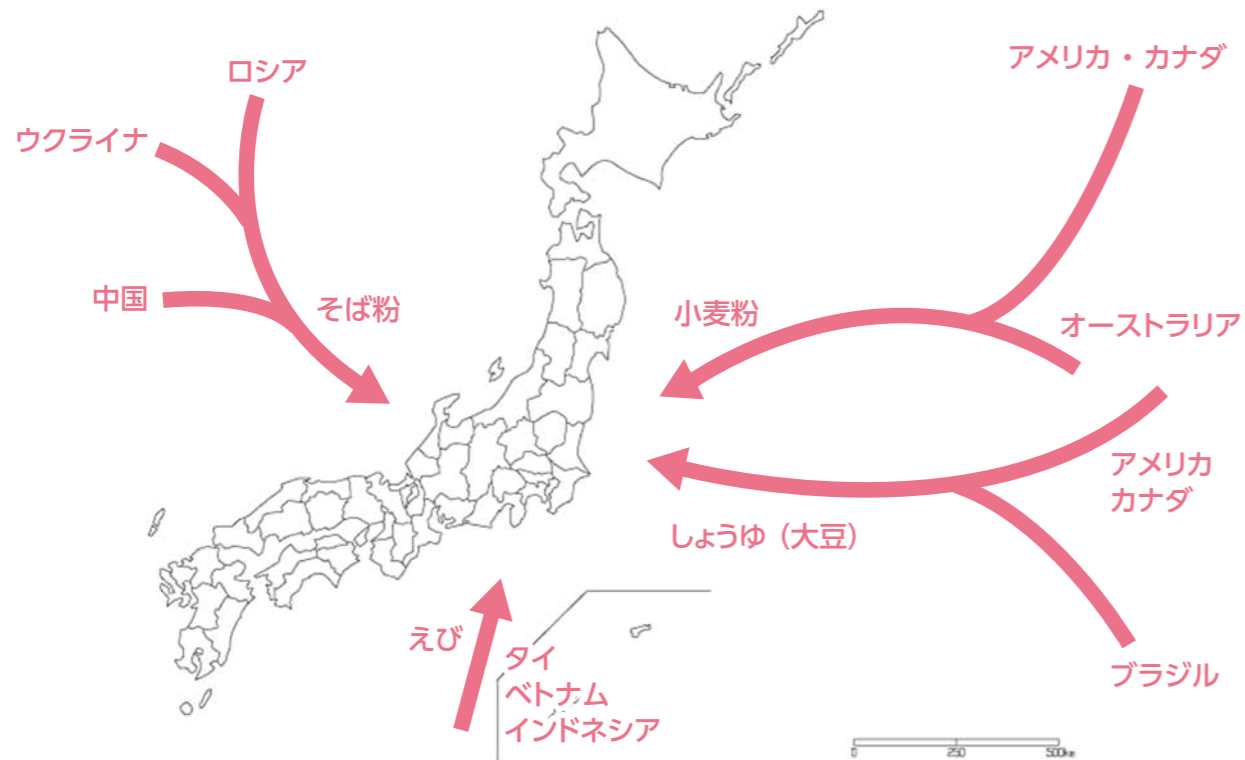 ロシア
ウクライナ
中国
そば粉
アメリカ・カナダ
小麦粉
オーストラリア
アメリカ
カナダ
しょうゆ(大豆)
ブラジル
えび
タイ
ベトナム
インドネシア
0 250 500km